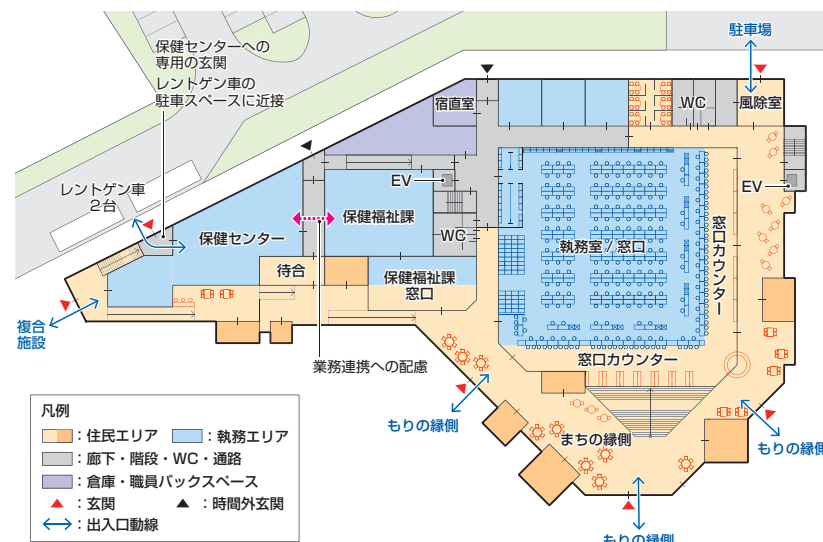 保健センターへの
専用の玄関
レントゲン車の
駐車スペースに近接
駐車場
宿直室
WC
風除室
EV
EV
レントゲン車
2台
保健センター
保健福祉課
WC
執務室/窓口
窓口カウンター
待合
保健福祉課
窓口
複合
施設
業務連携への配慮
窓口カウンター
もりの縁側
まちの縁側
もりの縁側
もりの縁側
凡例
:住民エリア
:執務エリア
:廊下・階段・WC・通路
:倉庫・職員バックスペース
:玄関
:時間外玄関
:出入口動線